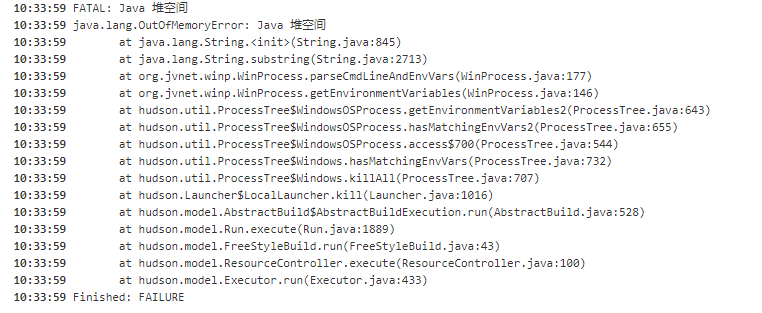 10:33:59 FATAL: Java 堆空间
10:33:59 java.lang.OutOfMemoryError: Java 堆空间
10:33:59 at java.lang.String.<init>(String.java:845)
10:33:59 at java.lang.String.substring(String.java:2713)
10:33:59 at org.jvnet.winp.WinProcess.parseCmdLineAndEnvVars(WinProcess.java:177)
10:33:59 at org.jvnet.winp.WinProcess.getEnvironmentVariables(WinProcess.java:146)
10:33:59 at hudson.util.ProcessTree$WindowsOSProcess.getEnvironmentVariables2(ProcessTree.java:643)
10:33:59 at hudson.util.ProcessTree$WindowsOSProcess.hasMatchingEnvVars2(ProcessTree.java:655)
10:33:59 at hudson.util.ProcessTree$WindowsOSProcess.access$700(ProcessTree.java:544)
10:33:59 at hudson.util.ProcessTree$Windows.hasMatchingEnvVars(ProcessTree.java:732)
10:33:59 at hudson.util.ProcessTree$Windows.killAll(ProcessTree.java:707)
10:33:59 at hudson.Launcher$LocalLauncher.kill(Launcher.java:1016)
10:33:59 at hudson.model.AbstractBuild$AbstractBuildExecution.run(AbstractBuild.java:528)
10:33:59 at hudson.model.Run.execute(Run.java:1889)
10:33:59 at hudson.model.FreeStyleBuild.run(FreeStyleBuild.java:43)
10:33:59 at hudson.model.ResourceController.execute(ResourceController.java:100)
10:33:59 at hudson.model.Executor.run(Executor.java:433)
10:33:59 Finished: FAILURE